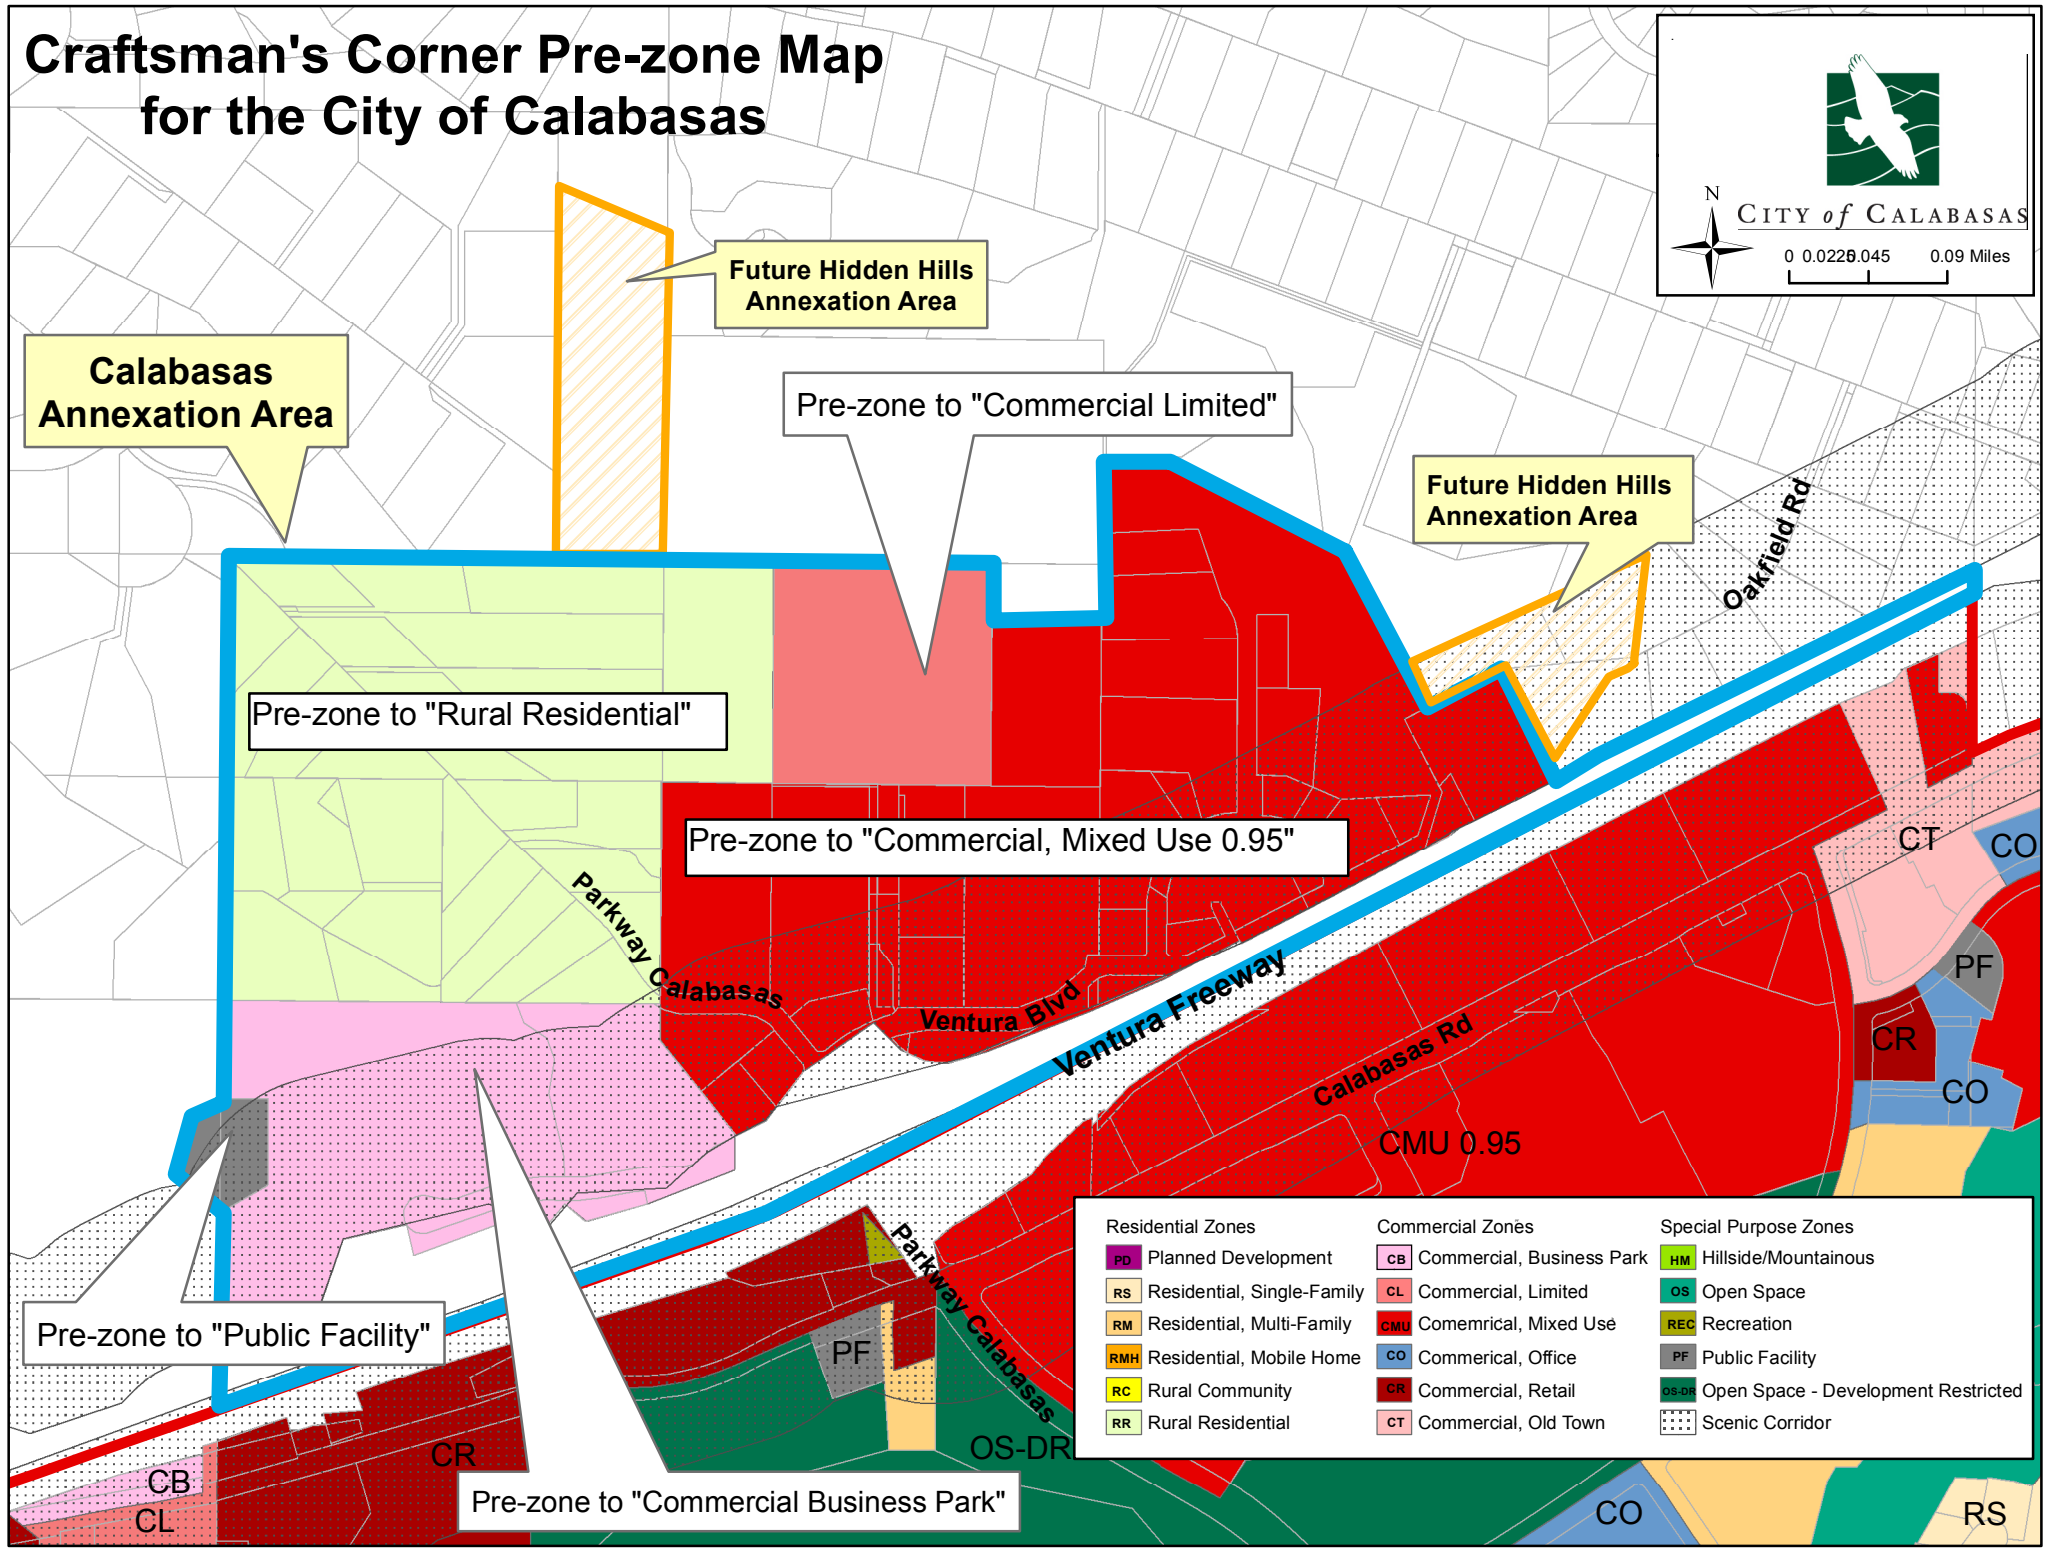 Craftsman's Corner Pre-zone Map
for the City of Calabasas
N
CITY of CALABASAS
0 0.0225 0.045 0.09 Miles
Future Hidden Hills
Annexation Area
Calabasas
Annexation Area
Pre-zone to "Commercial Limited"
Future Hidden Hills
Annexation Area
Oakfield Rd
Pre-zone to "Rural Residential"
Pre-zone to "Commercial, Mixed Use 0.95"
CT
CO
Parkway Calabasas
Ventura Blvd
Ventura Freeway
PF
Calabasas Rd
CR
CO
CMU 0.95
Parkway Calabasas
Pre-zone to "Public Facility"
PF
CR
OS-DR
CB
CL
Pre-zone to "Commercial Business Park"
CO
RS
Residential Zones
PD Planned Development
RS Residential, Single-Family
RM Residential, Multi-Family
RMH Residential, Mobile Home
RC Rural Community
RR Rural Residential
Commercial Zones
CB Commercial, Business Park
CL Commercial, Limited
CMU Comemrical, Mixed Use
CO Commerical, Office
CR Commercial, Retail
CT Commercial, Old Town
Special Purpose Zones
HM Hillside/Mountainous
OS Open Space
REC Recreation
PF Public Facility
OS-DR Open Space - Development Restricted
Scenic Corridor